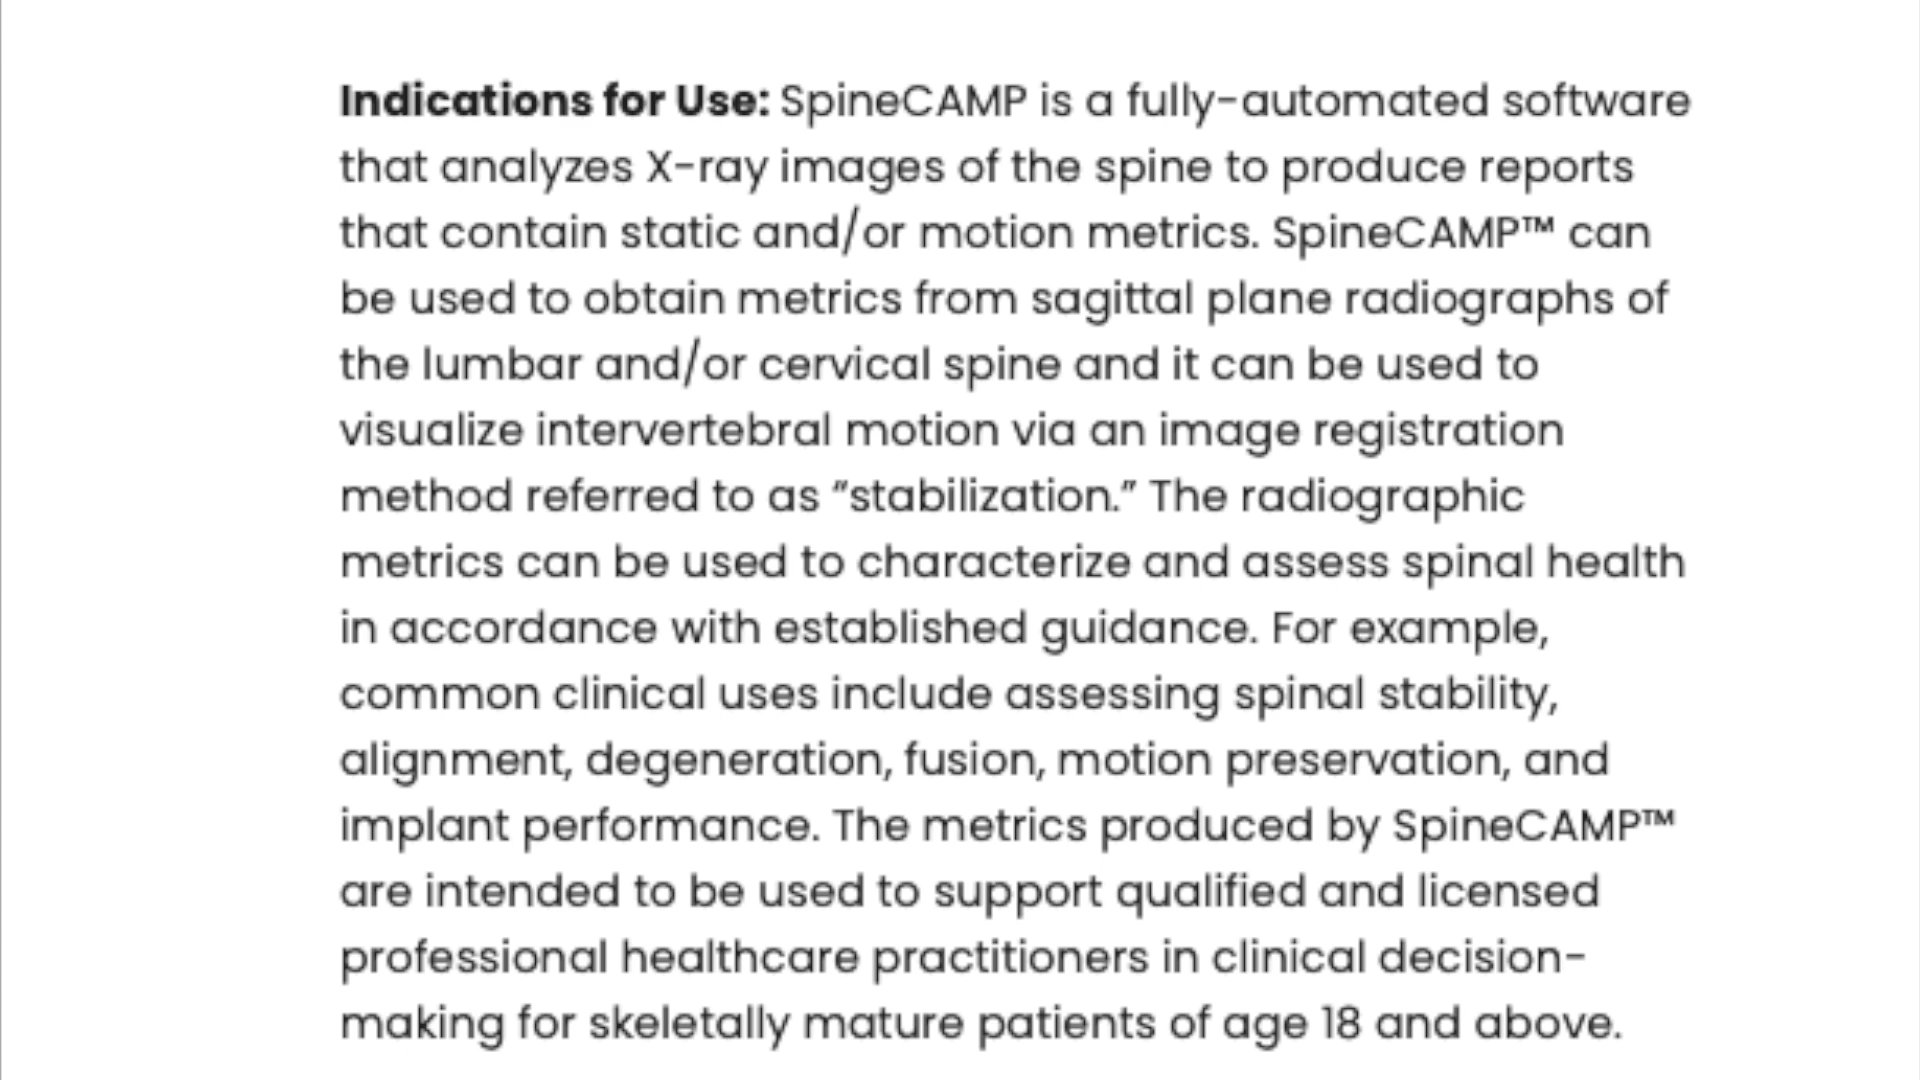 Indications for Use: SpineCAMP is a fully-automated software
that analyzes X-ray images of the spine to produce reports
that contain static and/or motion metrics. SpineCAMP™ can
be used to obtain metrics from sagittal plane radiographs of
the lumbar and/or cervical spine and it can be used to
visualize intervertebral motion via an image registration
method referred to as “stabilization.” The radiographic
metrics can be used to characterize and assess spinal health
in accordance with established guidance. For example,
common clinical uses include assessing spinal stability,
alignment, degeneration, fusion, motion preservation, and
implant performance. The metrics produced by SpineCAMP™
are intended to be used to support qualified and licensed
professional healthcare practitioners in clinical decision-
making for skeletally mature patients of age 18 and above.